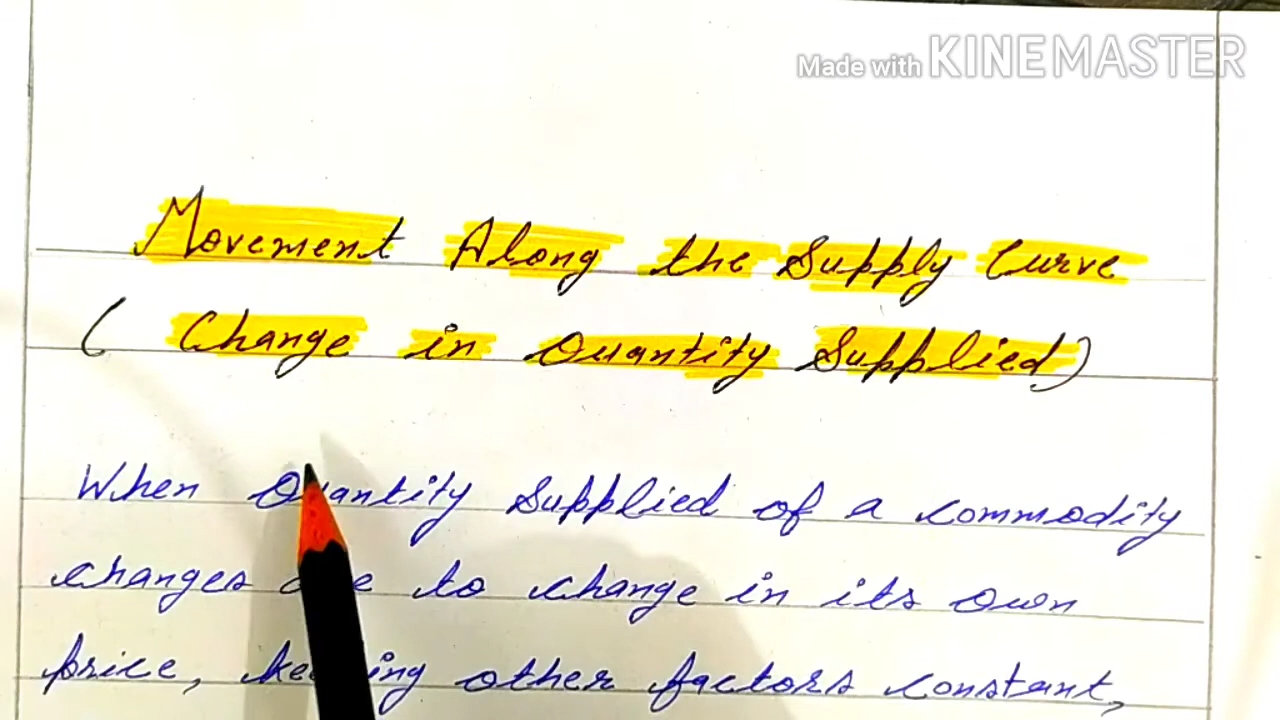 Made with KINEMASTER
Movement Along the Supply Curve
( Change in Quantity Supplied)
When Quantity Supplied of a commodity
changes to change in its own
price, other factors constant,